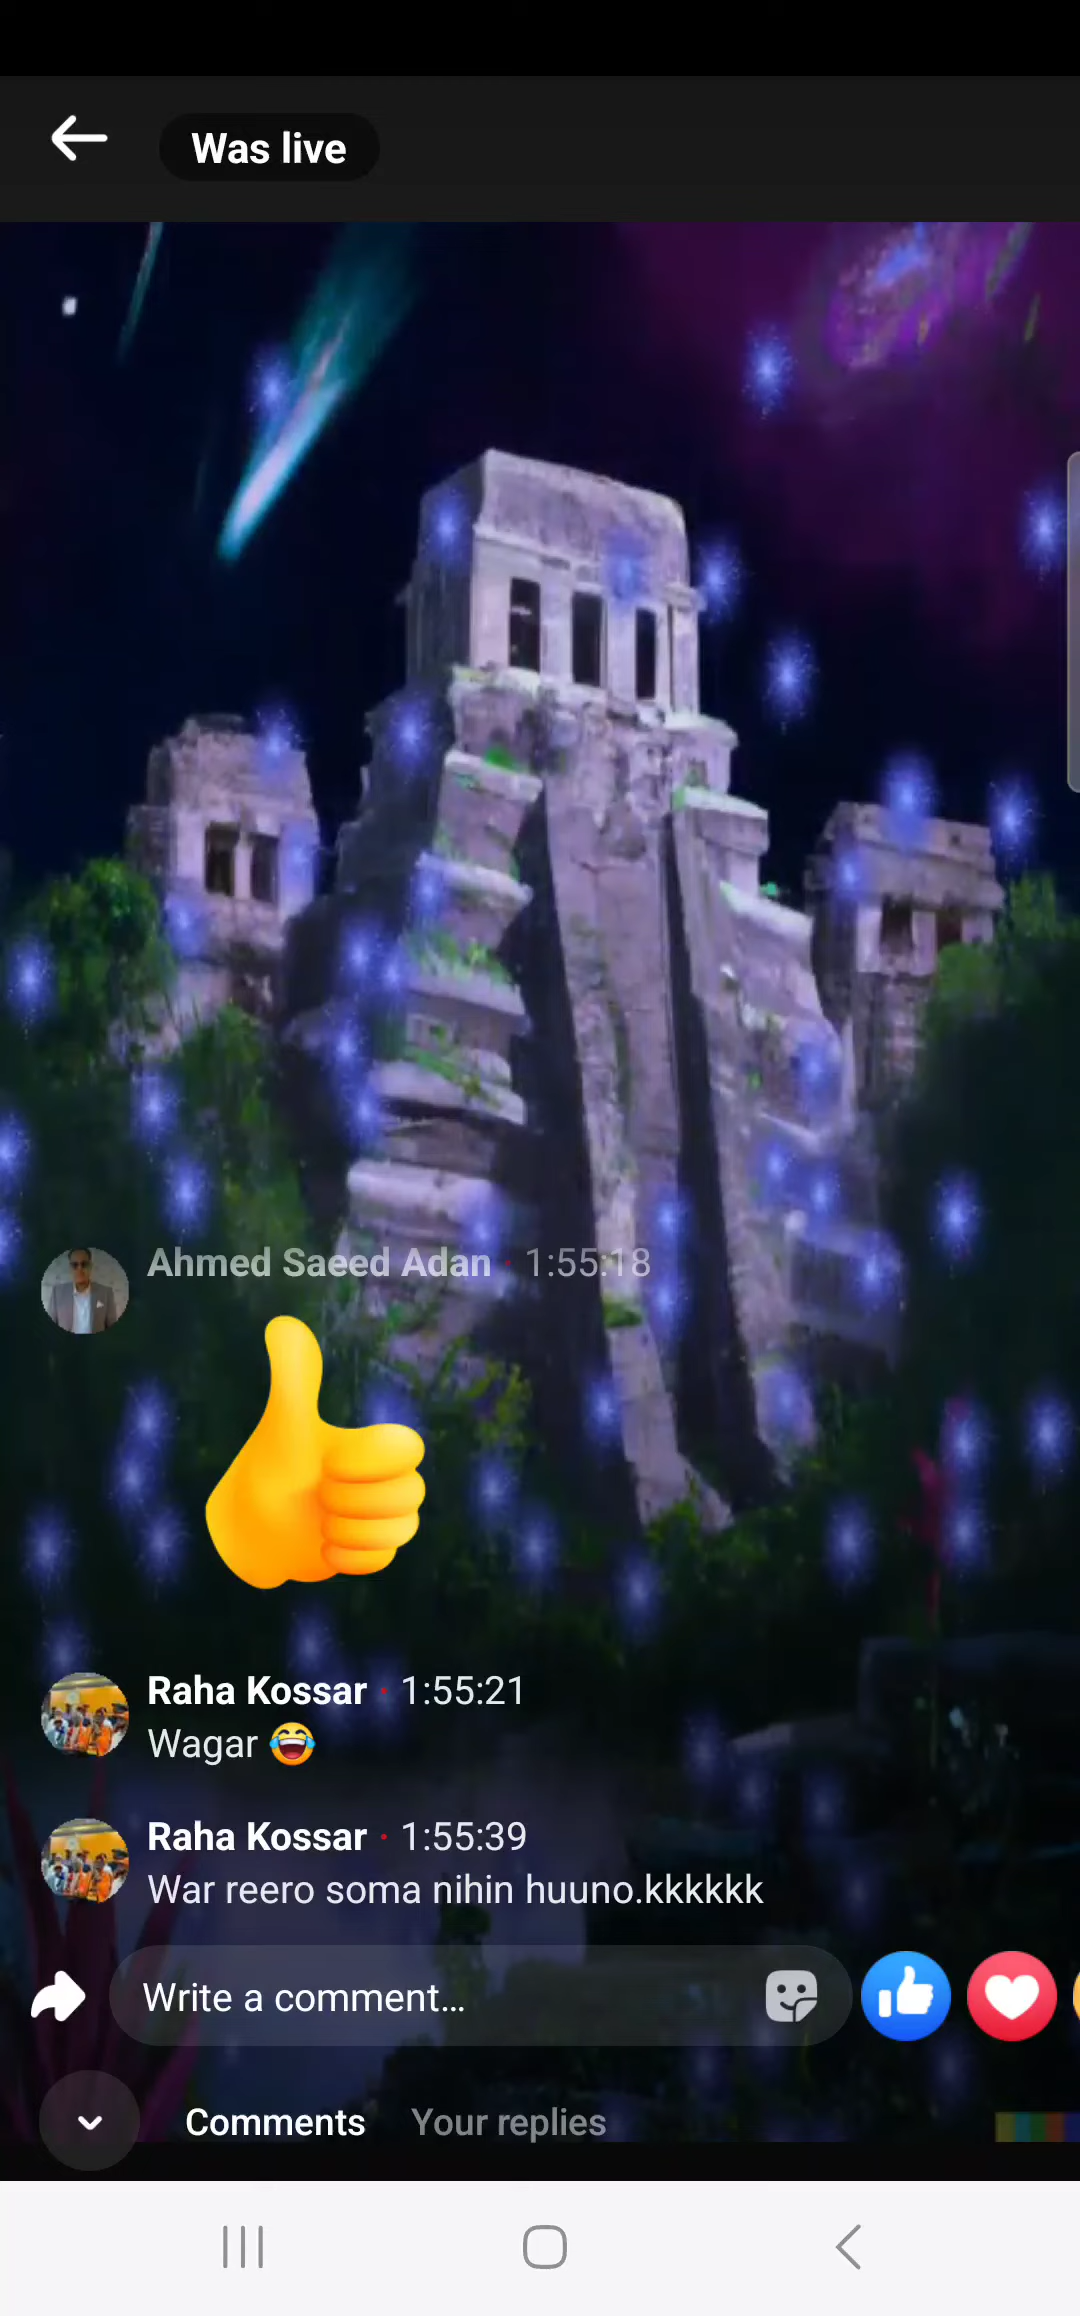 Was live
Ahmed Saeed Adan · 1:55:18
Raha Kossar · 1:55:21
Wagar 😂
Raha Kossar · 1:55:39
War reero soma nihin huuno.kkkkkk
Write a comment...
Comments Your replies